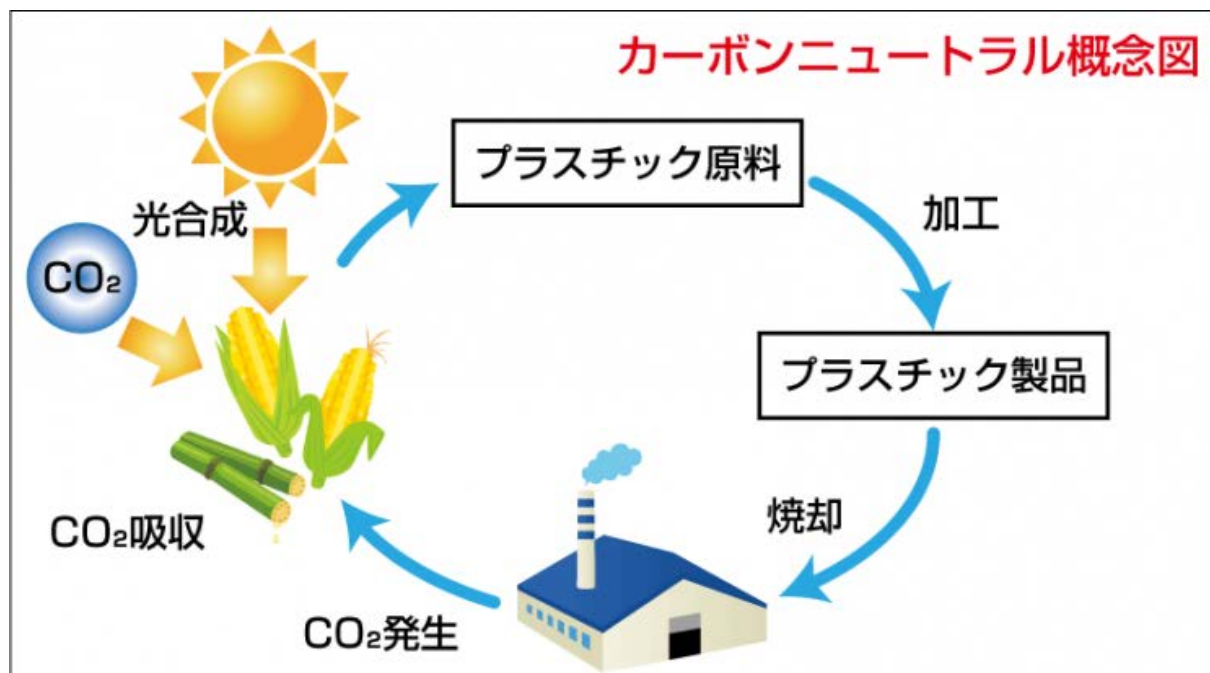 カーボンニュートラル概念図
プラスチック原料
光合成
加工
CO₂
プラスチック製品
焼却
CO₂吸収
CO₂発生